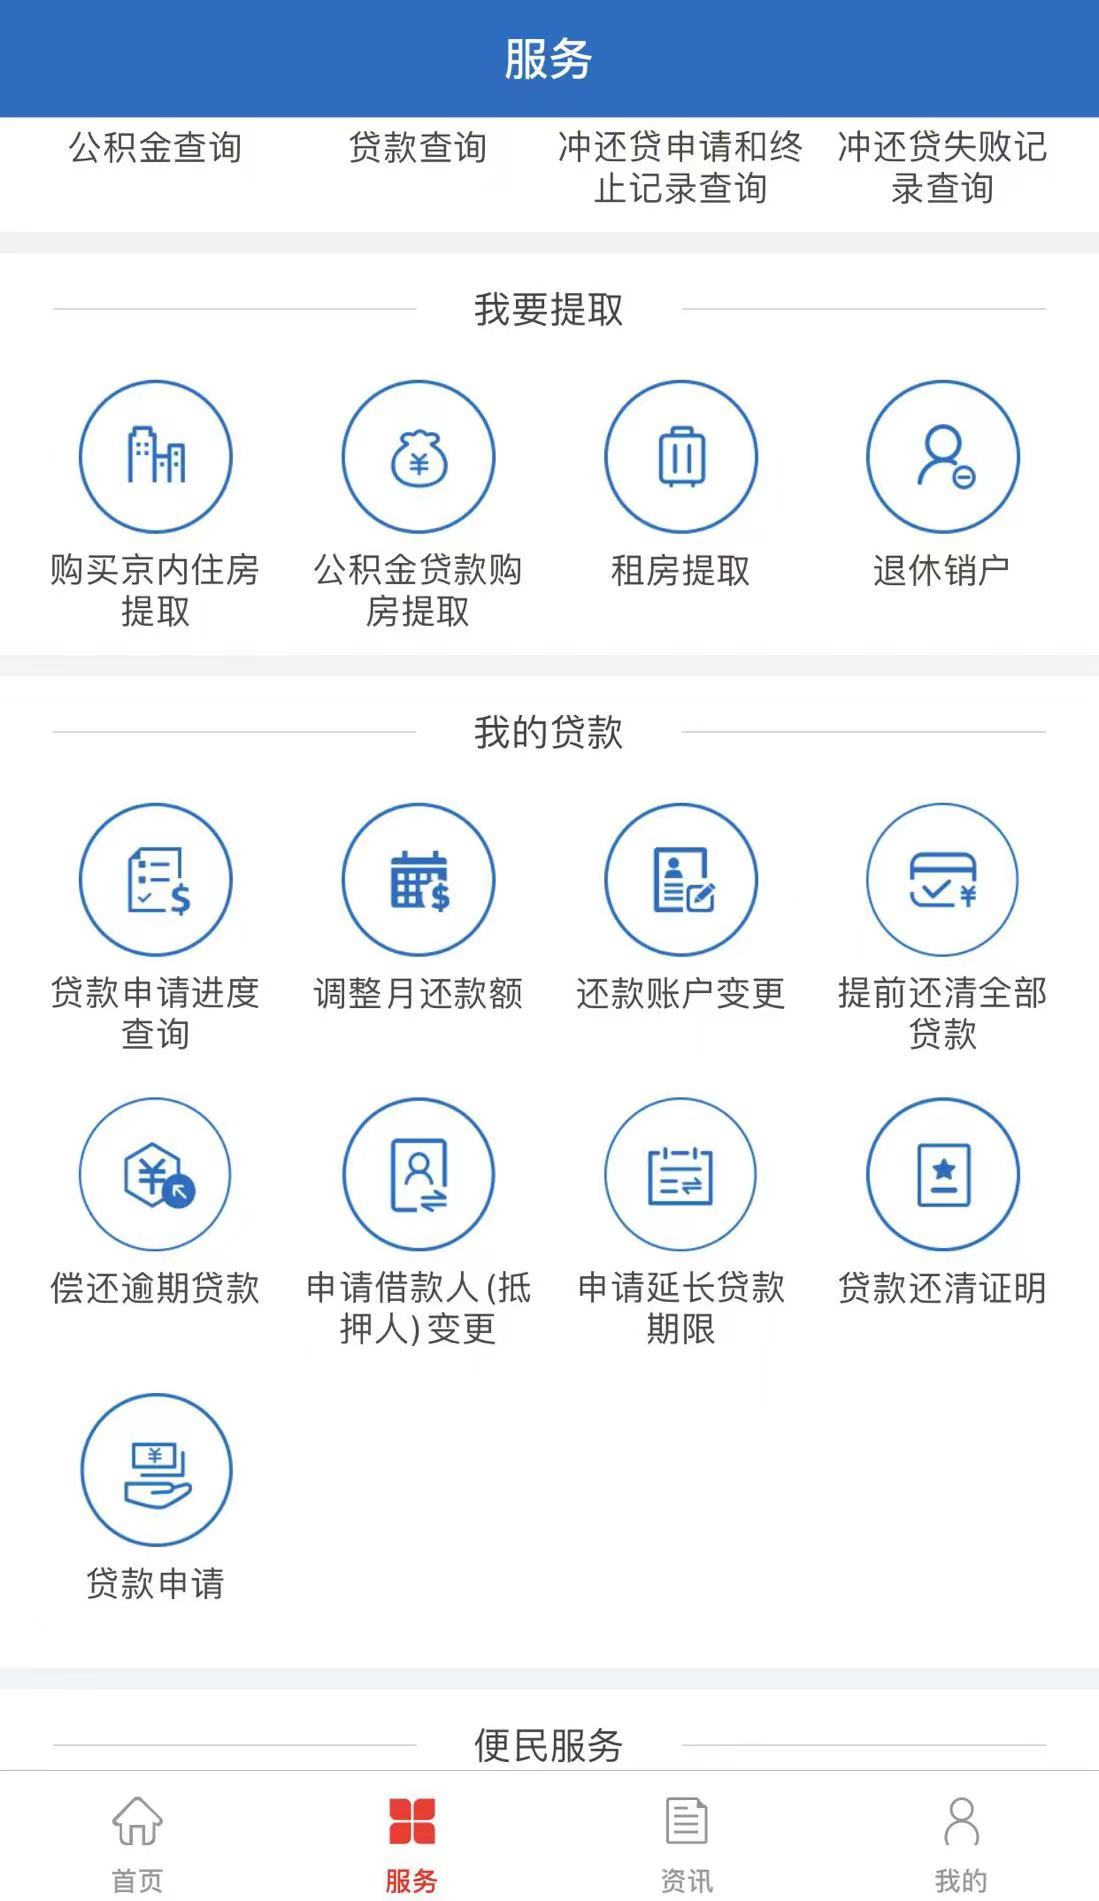 服务
公积金查询 贷款查询 冲还贷申请和终 冲还贷失败记
止记录查询 录查询
我要提取
购买京内住房 公积金贷款购 租房提取 退休销户
提取 房提取
我的贷款
贷款申请进度 调整月还款额 还款账户变更 提前还清全部
查询 贷款
偿还逾期贷款 申请借款人(抵 申请延长贷款 贷款还清证明
押人)变更 期限
贷款申请
便民服务
首页 服务 资讯 我的